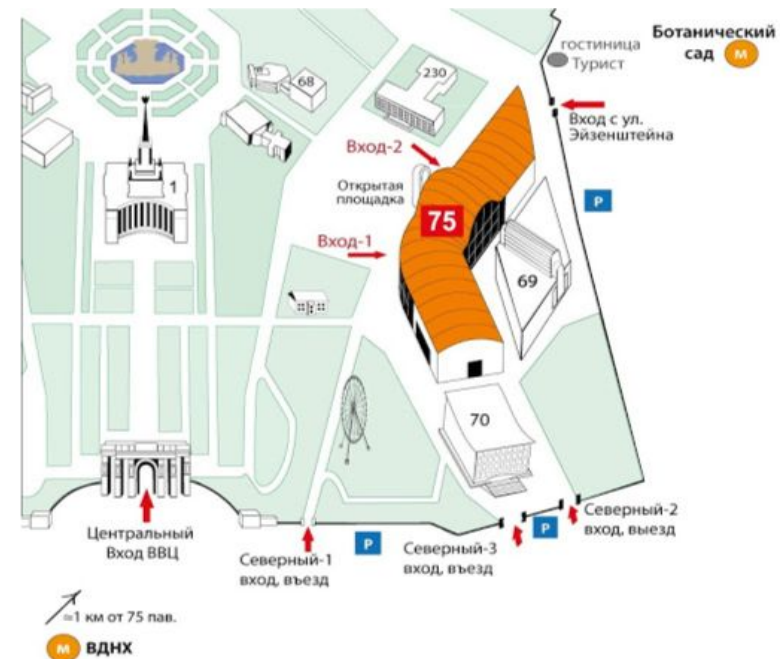 Ботанический
сад М
гостиница
Турист
Вход с ул.
Эйзенштейна
P
68
230
Вход-2
1
Открытая
площадка
75
Вход-1
69
70
Центральный
Вход ВВЦ
Северный-1
вход, въезд
P
Северный-3
вход, въезд
P
Северный-2
вход, выезд
≈1 км от 75 пав.
М ВДНХ